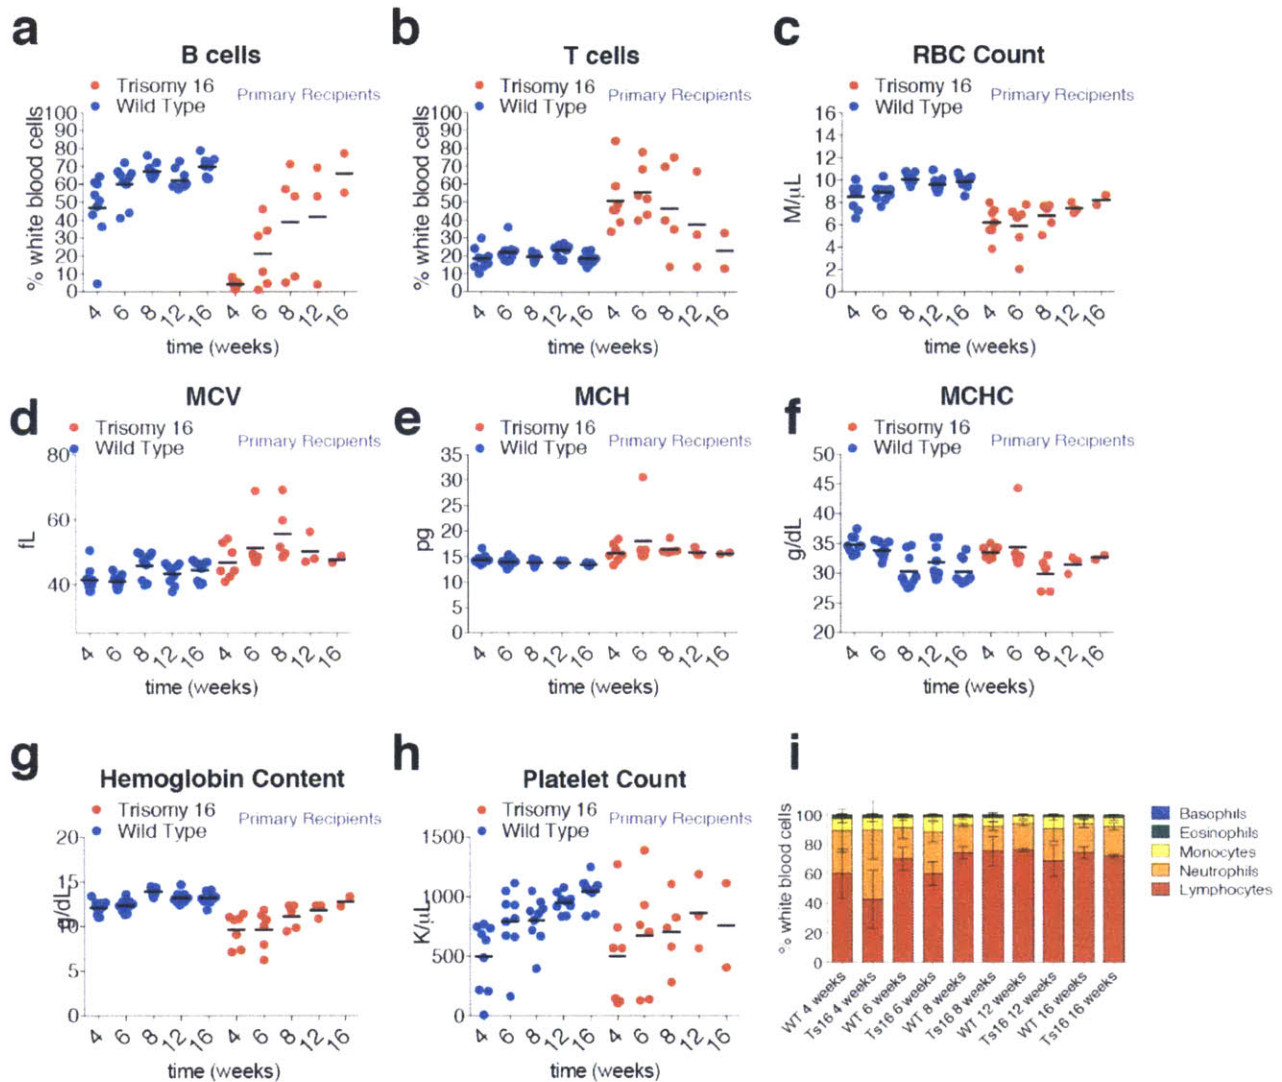 a
B cells
Trisomy 16
Wild Type
Primary Recipients
% white blood cells
100
90
80
70
60
50
40
30
20
10
0
4 6 8 12 16 4 6 8 12 16
time (weeks)
b
T cells
Trisomy 16
Wild Type
Primary Recipients
% white blood cells
100
90
80
70
60
50
40
30
20
10
0
4 6 8 12 16 4 6 8 12 16
time (weeks)
c
RBC Count
Trisomy 16
Wild Type
Primary Recipients
M/µL
16
14
12
10
8
6
4
2
0
4 6 8 12 16 4 6 8 12 16
time (weeks)
d
MCV
Trisomy 16
Wild Type
Primary Recipients
fL
80
60
40
4 6 8 12 16 4 6 8 12 16
time (weeks)
e
MCH
Trisomy 16
Wild Type
Primary Recipients
pg
35
30
25
20
15
10
5
0
4 6 8 12 16 4 6 8 12 16
time (weeks)
f
MCHC
Trisomy 16
Wild Type
Primary Recipients
g/dL
50
45
40
35
30
25
20
4 6 8 12 16 4 6 8 12 16
time (weeks)
g
Hemoglobin Content
Trisomy 16
Wild Type
Primary Recipients
g/dL
20
15
10
5
0
4 6 8 12 16 4 6 8 12 16
time (weeks)
h
Platelet Count
Trisomy 16
Wild Type
Primary Recipients
K/µL
1500
1000
500
0
4 6 8 12 16 4 6 8 12 16
time (weeks)
i
% white blood cells
100
80
60
40
20
0
WT 4 weeks
Ts16 4 weeks
WT 6 weeks
Ts16 6 weeks
WT 8 weeks
Ts16 8 weeks
WT 12 weeks
Ts16 12 weeks
WT 16 weeks
Ts16 16 weeks
Basophils
Eosinophils
Monocytes
Neutrophils
Lymphocytes